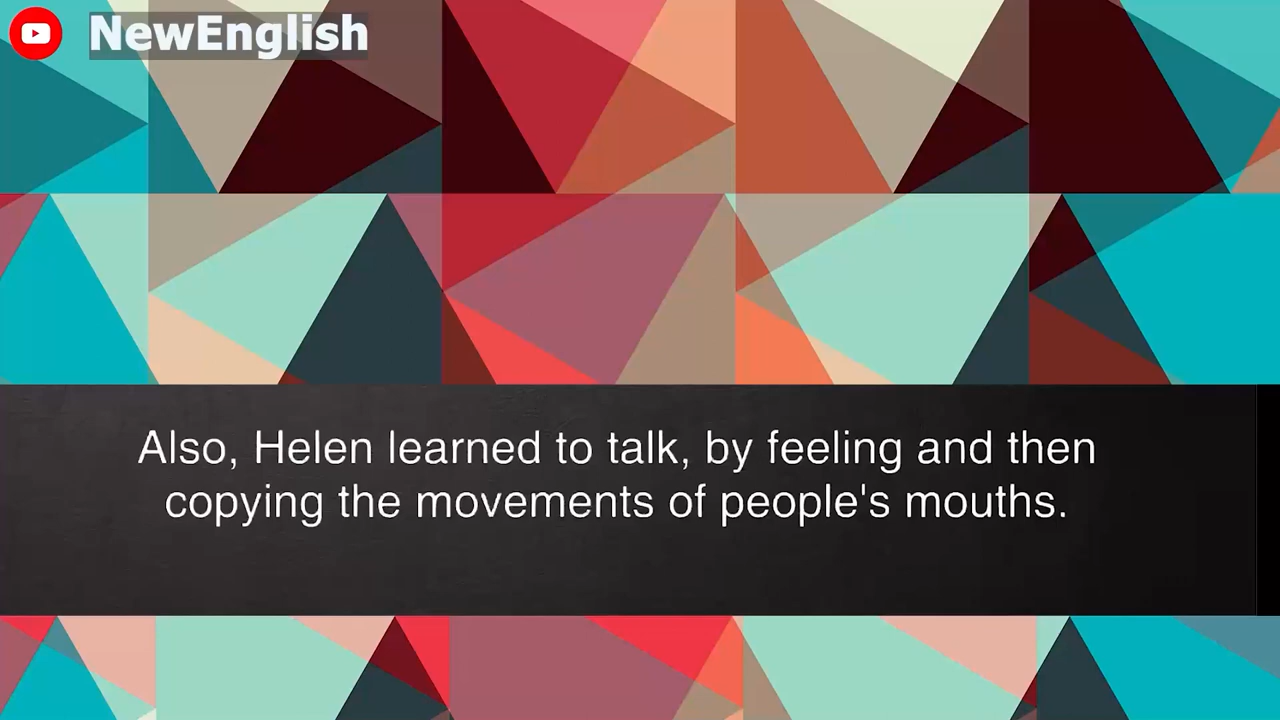 NewEnglish
Also, Helen learned to talk, by feeling and then
copying the movements of people's mouths.